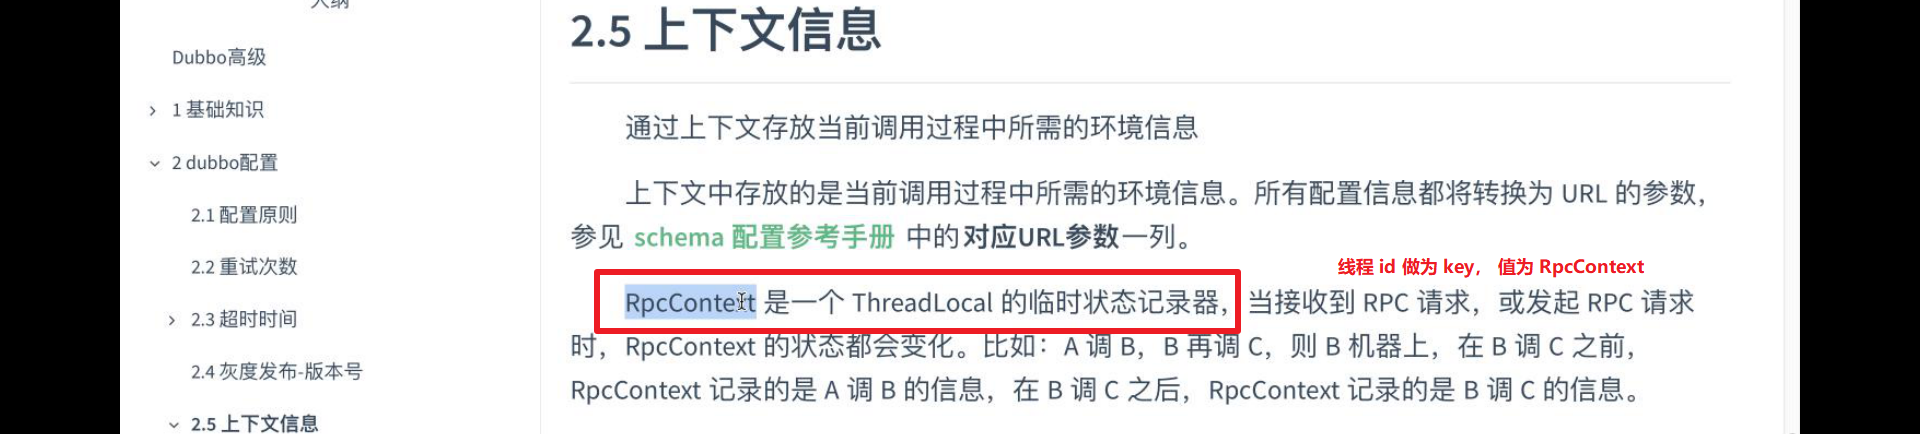 大纲
Dubbo高级
1 基础知识
2 dubbo配置
2.1 配置原则
2.2 重试次数
2.3 超时时间
2.4 灰度发布-版本号
2.5 上下文信息
2.5 上下文信息
通过上下文存放当前调用过程中所需的环境信息
上下文中存放的是当前调用过程中所需的环境信息。所有配置信息都将转换为 URL 的参数，
参见 schema 配置参考手册 中的对应URL参数一列。
线程 id 做为 key， 值为 RpcContext
RpcContext 是一个 ThreadLocal 的临时状态记录器，当接收到 RPC 请求，或发起 RPC 请求
时，RpcContext 的状态都会变化。比如：A 调 B，B 再调 C，则 B 机器上，在 B 调 C 之前，
RpcContext 记录的是 A 调 B 的信息，在 B 调 C 之后，RpcContext 记录的是 B 调 C 的信息。